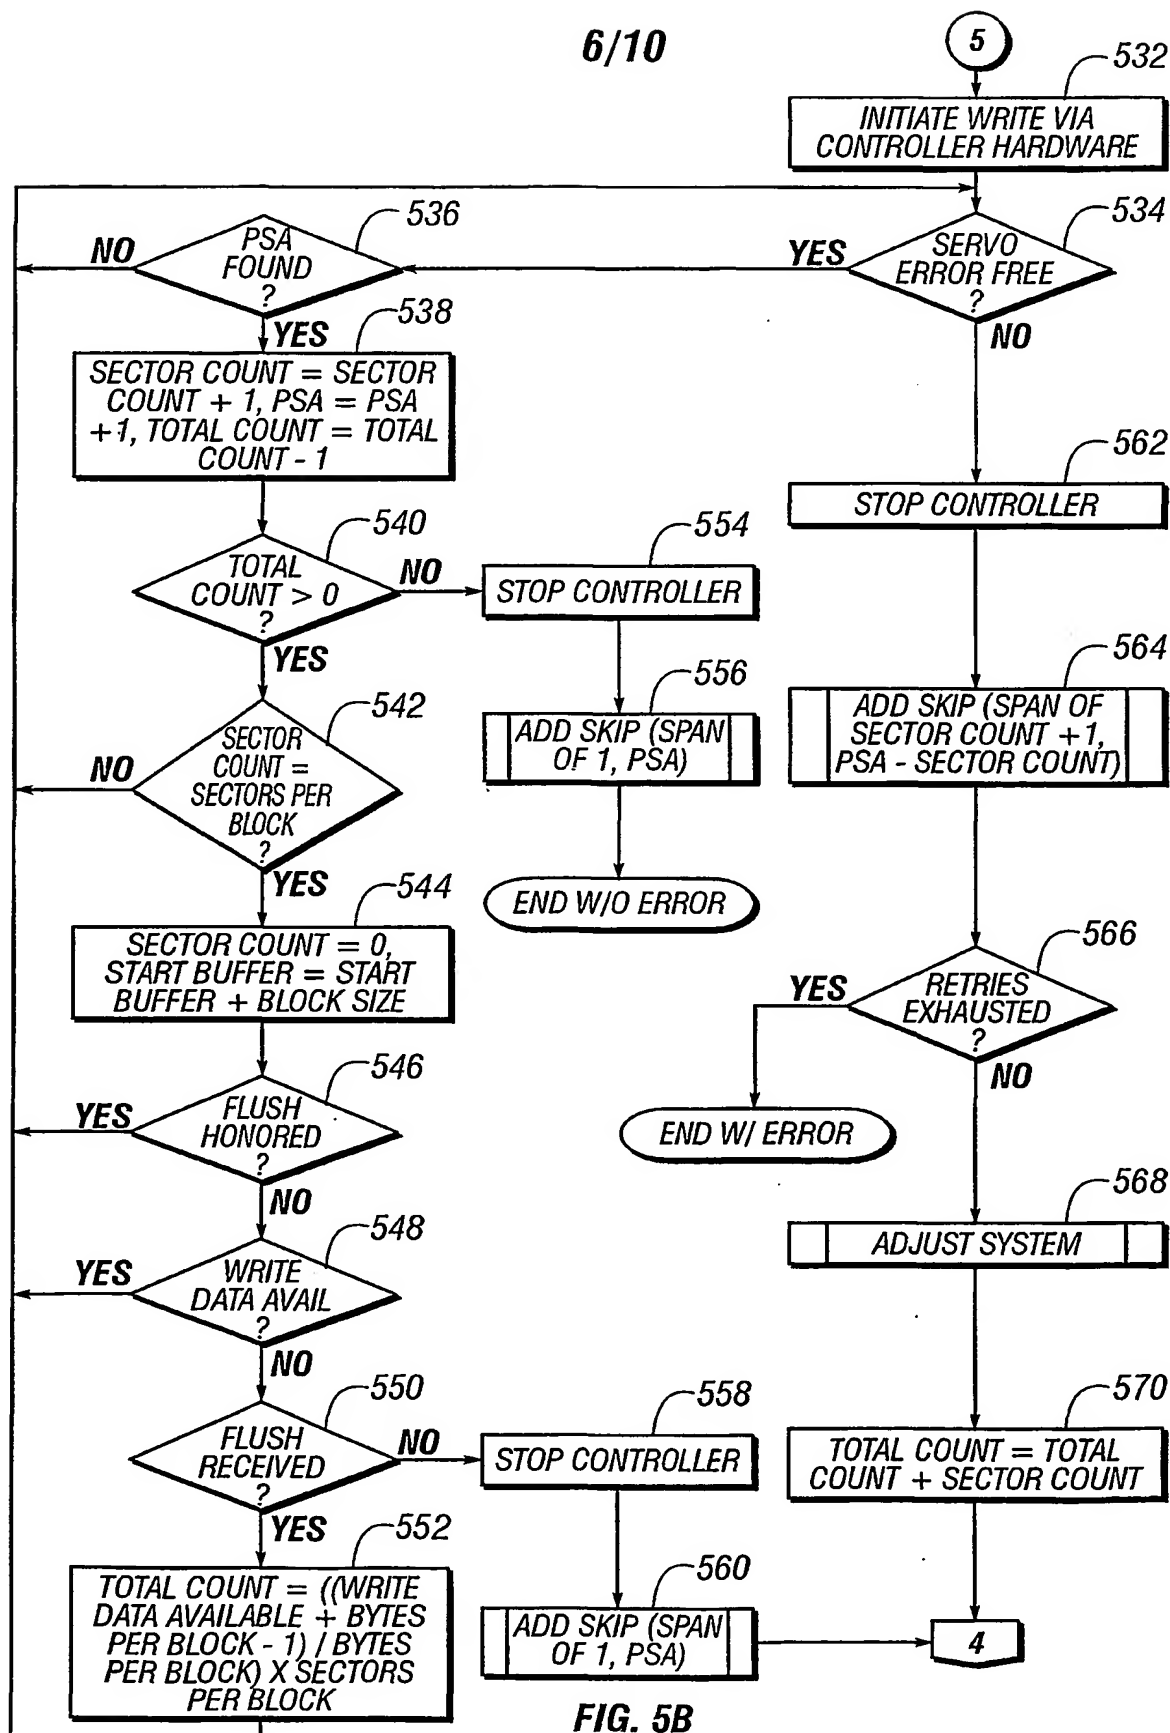 6/10
5
532
INITIATE WRITE VIA
CONTROLLER HARDWARE
534
SERVO
ERROR FREE
?
YES
NO
536
PSA
FOUND
?
NO
YES
538
SECTOR COUNT = SECTOR
COUNT + 1, PSA = PSA
+1, TOTAL COUNT = TOTAL
COUNT - 1
540
TOTAL
COUNT > 0
?
NO
YES
554
STOP CONTROLLER
556
ADD SKIP (SPAN
OF 1, PSA)
END W/O ERROR
542
SECTOR
COUNT =
SECTORS PER
BLOCK
?
NO
YES
544
SECTOR COUNT = 0,
START BUFFER = START
BUFFER + BLOCK SIZE
546
FLUSH
HONORED
?
YES
NO
548
WRITE
DATA AVAIL
?
YES
NO
550
FLUSH
RECEIVED
?
NO
YES
552
TOTAL COUNT = ((WRITE
DATA AVAILABLE + BYTES
PER BLOCK - 1) / BYTES
PER BLOCK) X SECTORS
PER BLOCK
558
STOP CONTROLLER
560
ADD SKIP (SPAN
OF 1, PSA)
562
STOP CONTROLLER
564
ADD SKIP (SPAN OF
SECTOR COUNT +1,
PSA - SECTOR COUNT)
566
RETRIES
EXHAUSTED
?
YES
NO
END W/ ERROR
568
ADJUST SYSTEM
570
TOTAL COUNT = TOTAL
COUNT + SECTOR COUNT
4
FIG. 5B